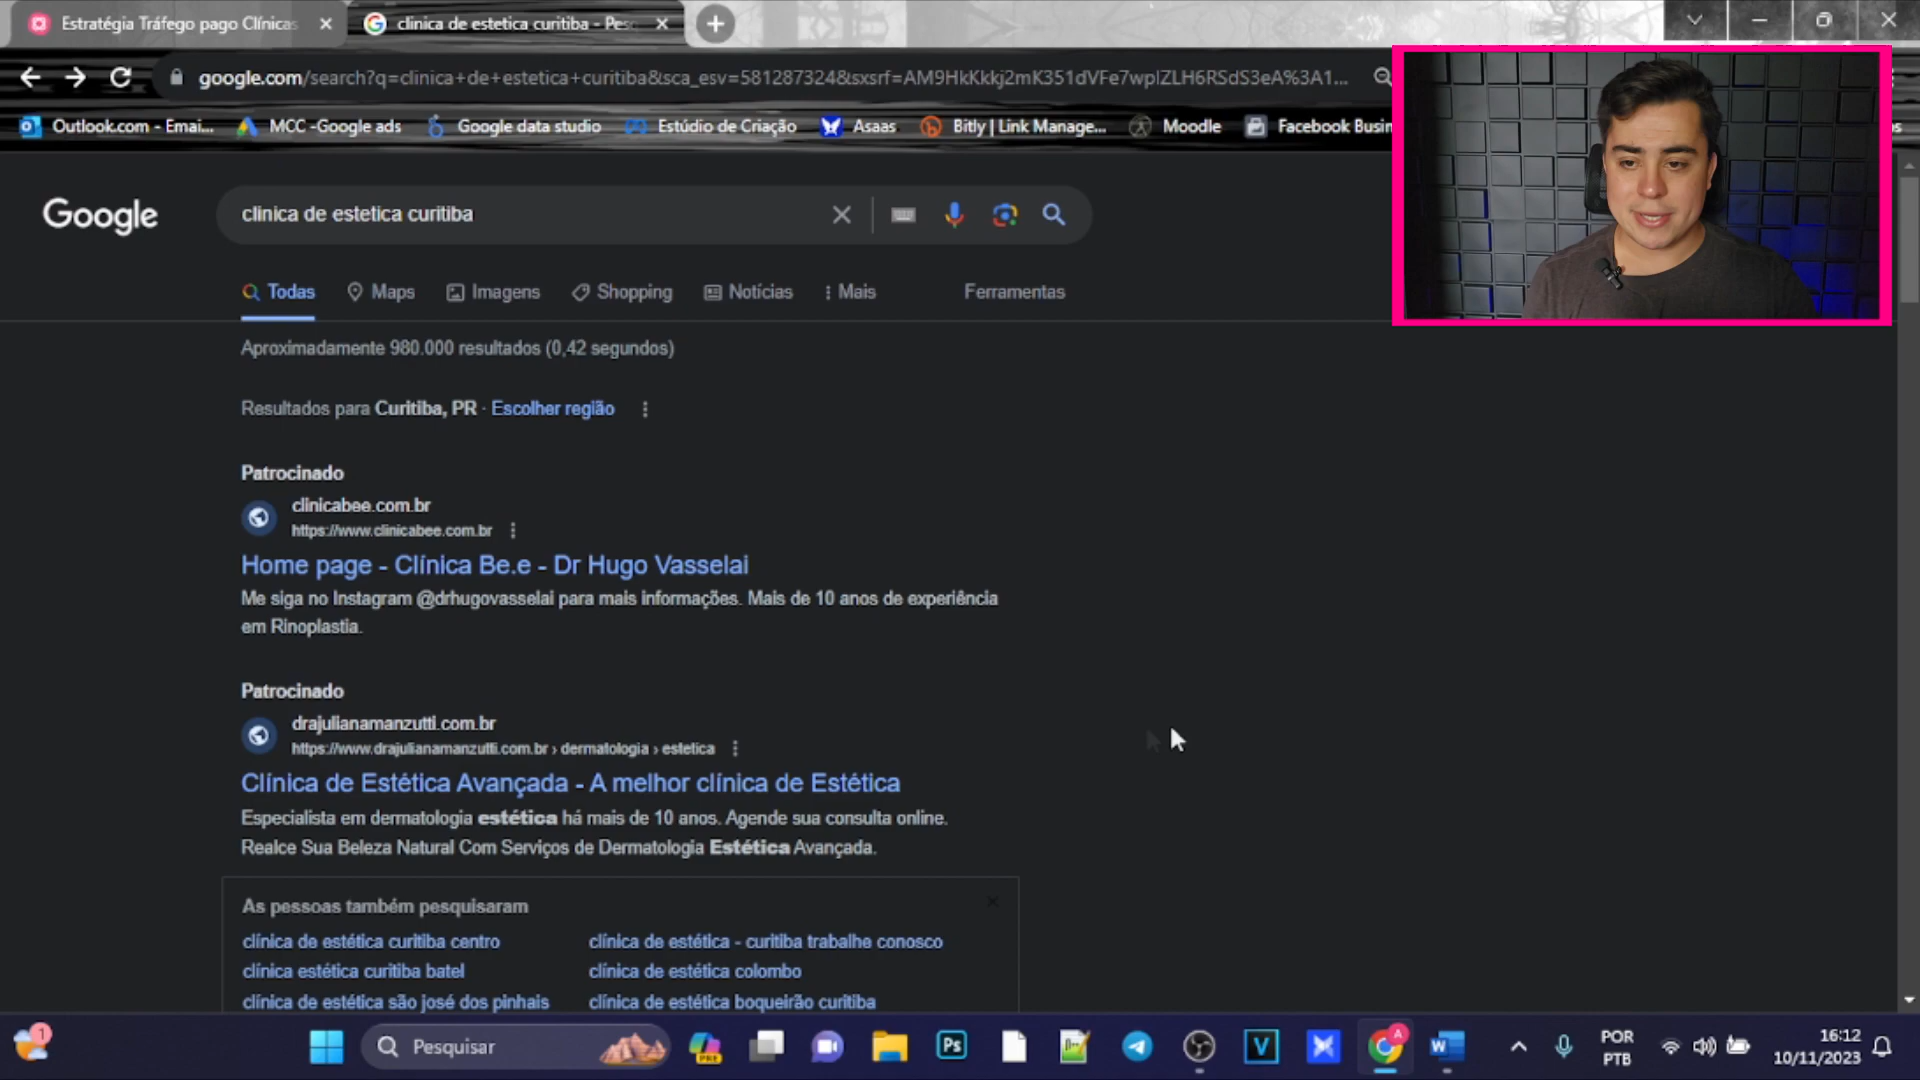 Estratégia Tráfego pago Clínicas
clinica de estetica curitiba - Pes
google.com/search?q=clinica+de+estetica+curitiba&sca_esv=581287324&sxsrf=AM9HkKkkj2mK351dVFe7wpIZLH6RSdS3eA%3A1...
Outlook.com - Emai... MCC -Google ads Google data studio Estúdio de Criação Asaas Bitly | Link Manage... Moodle Facebook Busin
Google
clinica de estetica curitiba
Todas Maps Imagens Shopping Notícias Mais Ferramentas
Aproximadamente 980.000 resultados (0,42 segundos)
Resultados para Curitiba, PR · Escolher região
Patrocinado
clinicabee.com.br
https://www.clinicabee.com.br
Home page - Clínica Be.e - Dr Hugo Vasselai
Me siga no Instagram @drhugovasselai para mais informações. Mais de 10 anos de experiência
em Rinoplastia.
Patrocinado
drajulianamanzutti.com.br
https://www.drajulianamanzutti.com.br › dermatologia › estetica
Clínica de Estética Avançada - A melhor clínica de Estética
Especialista em dermatologia estética há mais de 10 anos. Agende sua consulta online.
Realce Sua Beleza Natural Com Serviços de Dermatologia Estética Avançada.
As pessoas também pesquisaram
clínica de estética curitiba centro clínica de estética - curitiba trabalhe conosco
clínica estética curitiba batel clínica de estética colombo
clínica de estética são josé dos pinhais clínica de estética boqueirão curitiba
1
Pesquisar
PRE
Ps
V
A
W
POR
PTB
16:12
10/11/2023